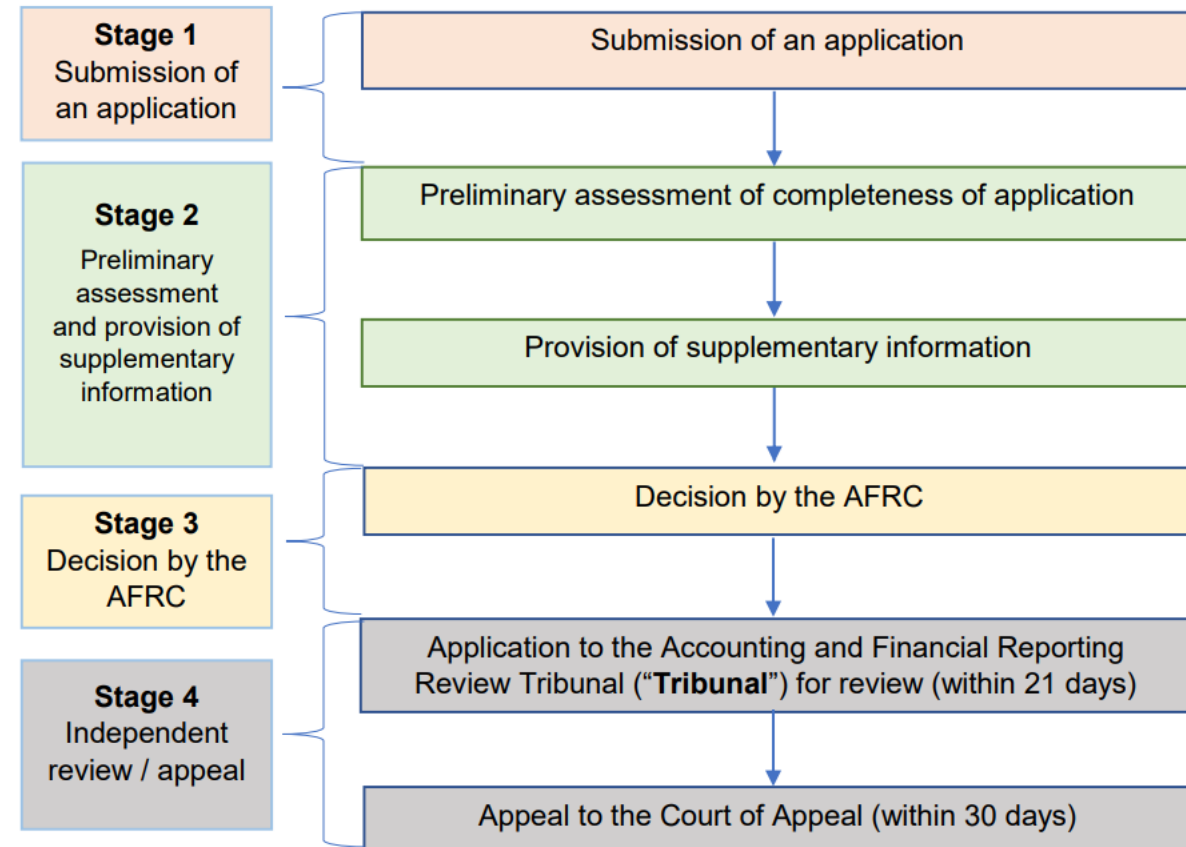 Stage 1
Submission of
an application
Submission of an application
Stage 2
Preliminary
assessment
and provision of
supplementary
information
Preliminary assessment of completeness of application
Provision of supplementary information
Stage 3
Decision by the
AFRC
Decision by the AFRC
Stage 4
Independent
review / appeal
Application to the Accounting and Financial Reporting
Review Tribunal (“Tribunal”) for review (within 21 days)
Appeal to the Court of Appeal (within 30 days)